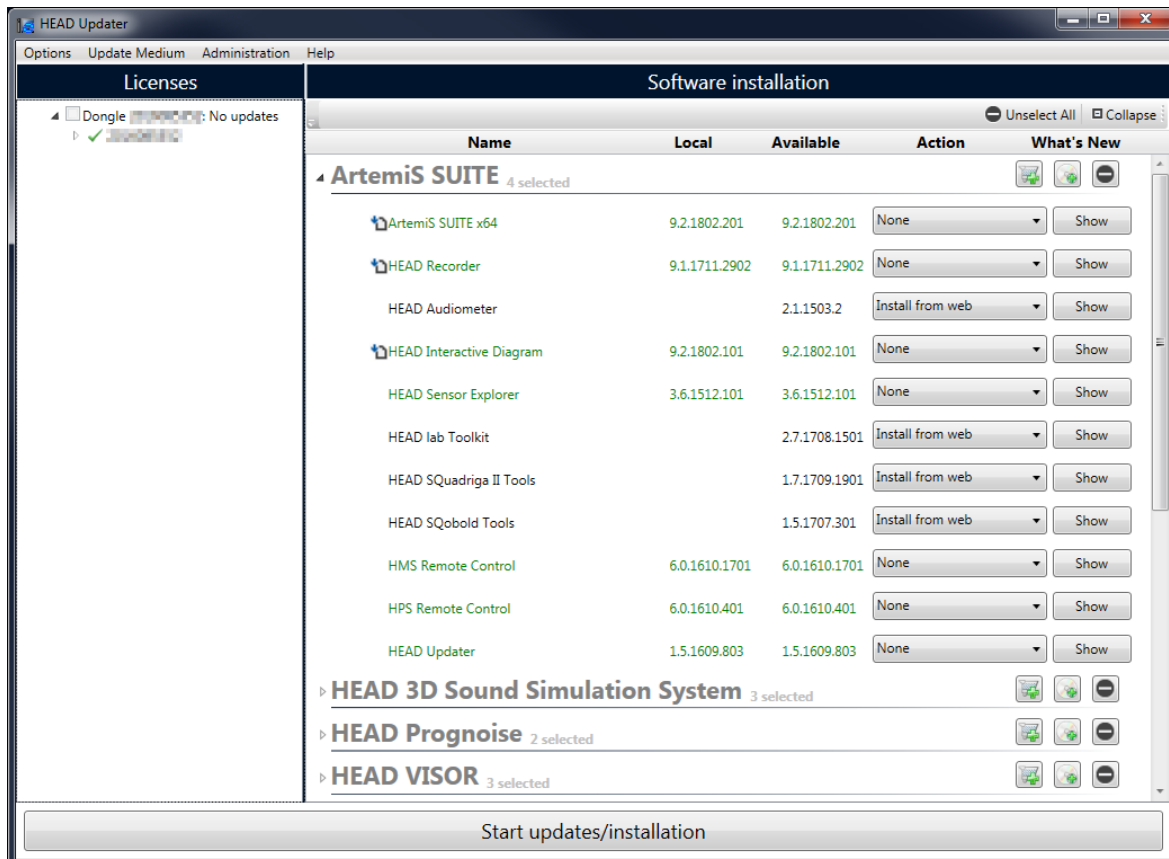 HEAD Updater
Options Update Medium Administration Help
Licenses
Software installation
Dongle : No updates
Unselect All Collapse
Name Local Available Action What's New
ArtemiS SUITE 4 selected
ArtemiS SUITE x64 9.2.1802.201 9.2.1802.201 None Show
HEAD Recorder 9.1.1711.2902 9.1.1711.2902 None Show
HEAD Audiometer 2.1.1503.2 Install from web Show
HEAD Interactive Diagram 9.2.1802.101 9.2.1802.101 None Show
HEAD Sensor Explorer 3.6.1512.101 3.6.1512.101 None Show
HEAD lab Toolkit 2.7.1708.1501 Install from web Show
HEAD SQuadriga II Tools 1.7.1709.1901 Install from web Show
HEAD SQobold Tools 1.5.1707.301 Install from web Show
HMS Remote Control 6.0.1610.1701 6.0.1610.1701 None Show
HPS Remote Control 6.0.1610.401 6.0.1610.401 None Show
HEAD Updater 1.5.1609.803 1.5.1609.803 None Show
HEAD 3D Sound Simulation System 3 selected
HEAD Prognoise 2 selected
HEAD VISOR 3 selected
Start updates/installation